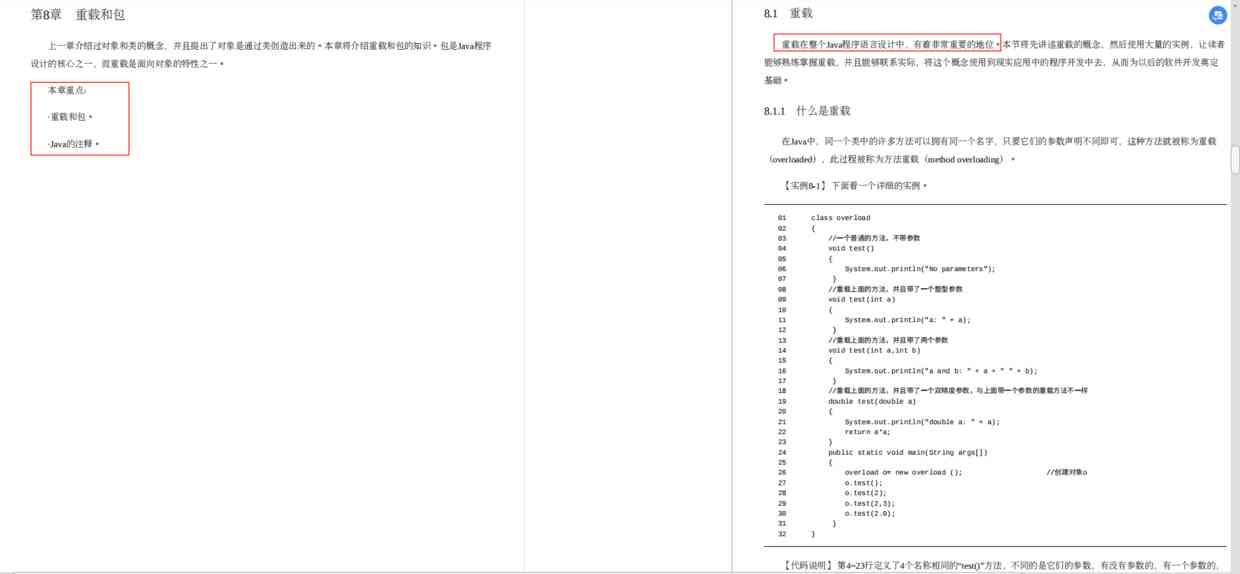 第8章 重载和包
上一章介绍过对象和类的概念，并且提出了对象是通过类创造出来的。本章将介绍重载和包的知识。包是Java程序
设计的核心之一，而重载是面向对象的特性之一。
本章重点：
·重载和包。
·Java的注释。
8.1 重载
重载在整个Java程序语言设计中，有着非常重要的地位。本节将先讲述重载的概念，然后使用大量的实例，让读者
能够熟练掌握重载，并且能够联系实际，将这个概念使用到现实应用中的程序开发中去，从而为以后的软件开发奠定
基础。
8.1.1 什么是重载
在Java中，同一个类中的许多方法可以拥有同一个名字，只要它们的参数声明不同即可，这种方法就被称为重载
（overloaded），此过程被称为方法重载（method overloading）。
【实例8-1】下面看一个详细的实例。
01 class overload
02 {
03 //一个普通的方法，不带参数
04 void test()
05 {
06 System.out.println("No parameters");
07 }
08 //重载上面的方法，并且带了一个整型参数
09 void test(int a)
10 {
11 System.out.println("a: " + a);
12 }
13 //重载上面的方法，并且带了两个参数
14 void test(int a,int b)
15 {
16 System.out.println("a and b: " + a + " " + b);
17 }
18 //重载上面的方法，并且带了一个双精度参数，与上面带一个参数的重载方法不一样
19 double test(double a)
20 {
21 System.out.println("double a: " + a);
22 return a*a;
23 }
24 public static void main(String args[])
25 {
26 overload o= new overload (); //创建对象o
27 o.test();
28 o.test(2);
29 o.test(2,3);
30 o.test(2.0);
31 }
32 }
【代码说明】第4~23行定义了4个名称相同的“test()”方法，不同的是它们的参数，有没有参数的，有一个参数的，